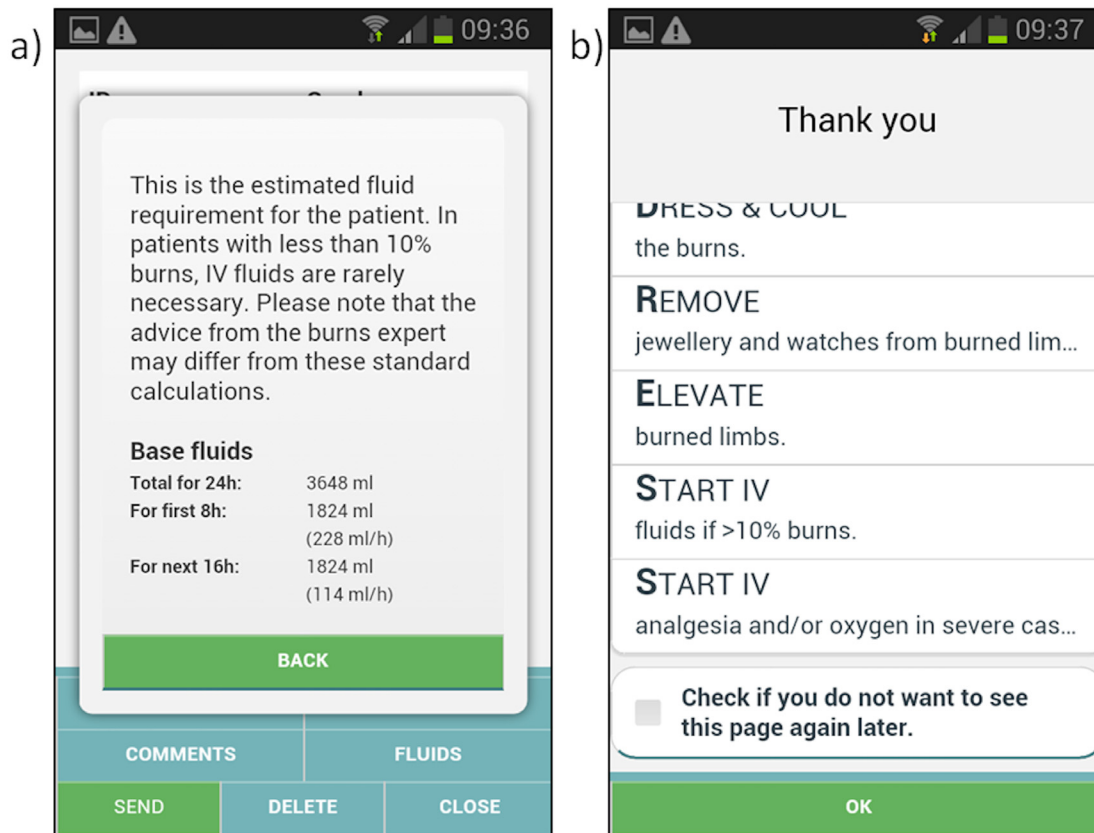 a)
09:36
This is the estimated fluid
requirement for the patient. In
patients with less than 10%
burns, IV fluids are rarely
necessary. Please note that the
advice from the burns expert
may differ from these standard
calculations.
Base fluids
Total for 24h: 3648 ml
For first 8h: 1824 ml
(228 ml/h)
For next 16h: 1824 ml
(114 ml/h)
BACK
COMMENTS FLUIDS
SEND DELETE CLOSE
b)
09:37
Thank you
DRESS & COOL
the burns.
REMOVE
jewellery and watches from burned lim...
ELEVATE
burned limbs.
START IV
fluids if >10% burns.
START IV
analgesia and/or oxygen in severe cas...
Check if you do not want to see
this page again later.
OK